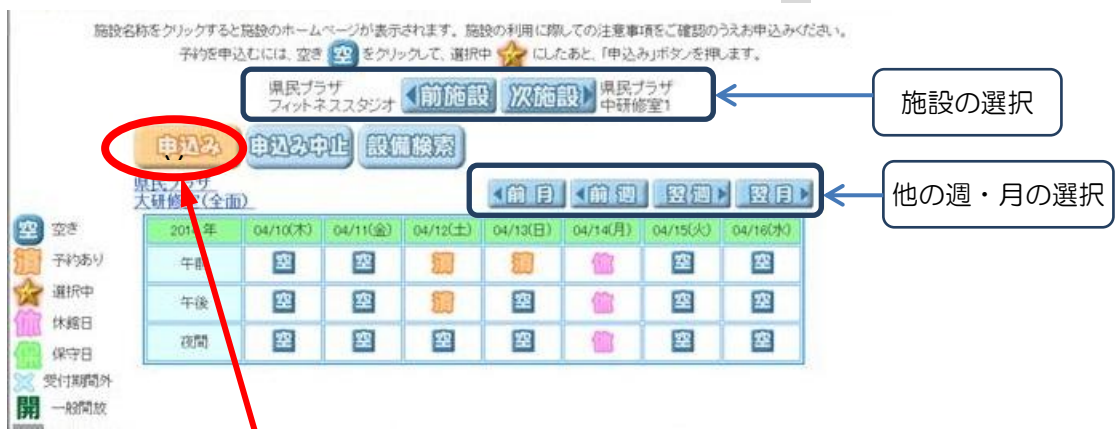 施設名称をクリックすると施設のホームページが表示されます。施設の利用に際しての注意事項をご確認のうえお申込みください。
予約を申込むには、空き 空 をクリックして、選択中 にしたあと、「申込み」ボタンを押します。
県民プラザ
フィットネススタジオ
前施設 次施設
県民プラザ
中研修室1
施設の選択
申込み 申込み中止 設備検索
県民プラザ
大研修室(全面)
前月 前週 翌週 翌月
他の週・月の選択
空 空き
済 予約あり
選択中
休館日
保守日
受付期間外
開 一般開放
年 04/10(木) 04/11(金) 04/12(土) 04/13(日) 04/14(月) 04/15(火) 04/16(水)
午前 空 空 済 済 休 空 空
午後 空 空 済 空 休 空 空
夜間 空 空 空 空 休 空 空